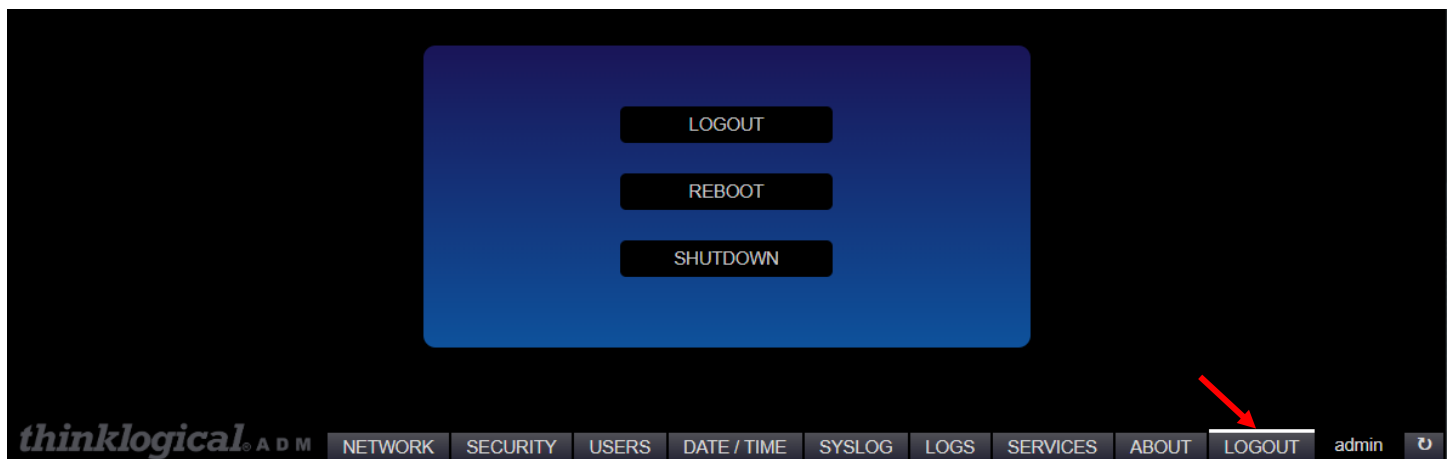 LOGOUT
REBOOT
SHUTDOWN
thinklogical® ADM NETWORK SECURITY USERS DATE / TIME SYSLOG LOGS SERVICES ABOUT LOGOUT admin ↻